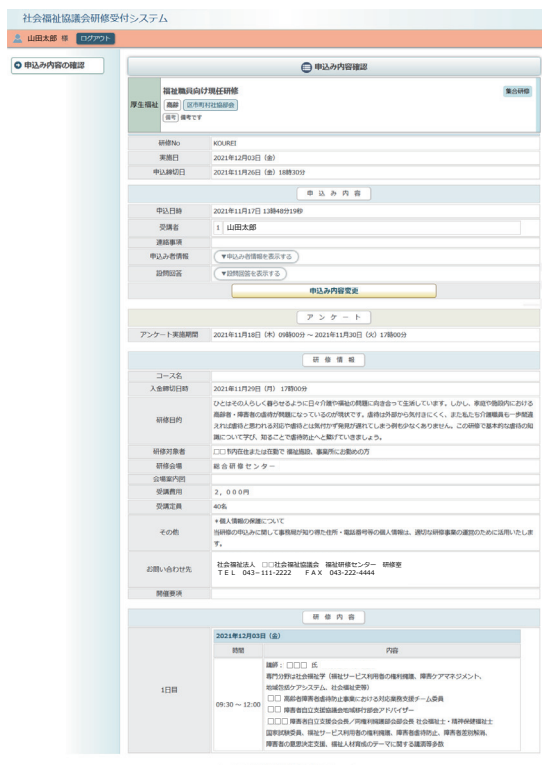 社会福祉協議会研修受付システム
山田太郎 様 ログアウト
申込み内容の確認
申込み内容確認
厚生福祉
福祉職員向け現任研修
集合研修
高齢 区市町村社協部会
備考 備考です
研修No KOUREI
実施日 2021年12月03日（金）
申込締切日 2021年11月26日（金）18時30分
申 込 み 内 容
申込日時 2021年11月17日 13時48分19秒
受講者 1 山田太郎
連絡事項
申込み者情報 ▼申込み者情報を表示する
設問回答 ▼設問回答を表示する
申込み内容変更
ア ン ケ ー ト
アンケート実施期間 2021年11月18日（木）09時00分 ～ 2021年11月30日（火）17時00分
研 修 情 報
コース名
入金締切日時 2021年11月29日（月） 17時00分
研修目的
ひとはその人らしく暮らせるように日々介護や福祉の問題に向き合って生活しています。しかし、家庭や施設内における
高齢者・障害者の虐待が問題になっているのが現状です。虐待は外部から気付きにくく、また私たち介護職員も一歩間違
えれば虐待と思われる対応や虐待とは気付かず発見が遅れてしまう例も少なくありません。この研修で基本的な虐待の知
識について学び、知ることで虐待防止へと繋げていきましょう。
研修対象者 □□市内在住または在勤で 福祉施設、事業所にお勤めの方
研修会場 総 合 研 修 セ ン タ ー
会場案内図
受講費用 2，０００円
受講定員 40名
その他
＊個人情報の保護について
当研修の申込みに関して事務局が知り得た住所・電話番号等の個人情報は、適切な研修事業の運営のために活用いたしま
す。
お問い合わせ先
社会福祉法人 □□社会福祉協議会 福祉研修センター 研修室
ＴＥＬ 043－111-2222 ＦＡＸ 043-222-4444
開催要項
研 修 内 容
1日目
2021年12月03日（金）
時間 内容
09:30 ～ 12:00
講師：□□□ 氏
専門分野は社会福祉学（福祉サービス利用者の権利擁護、障害ケアマネジメント、
地域包括ケアシステム、社会福祉史等）
□□ 高齢者障害者虐待防止事業における対応業務支援チーム委員
□□ 障害者自立支援協議会地域移行部会アドバイザー
□□□ 障害者自立支援会会長／同権利擁護部会部会長 社会福祉士・精神保健福祉士
国家試験委員、福祉サービス利用者の権利擁護、障害者虐待防止、障害者差別解消、
障害者の意思決定支援、福祉人材育成のテーマに関する講演等多数